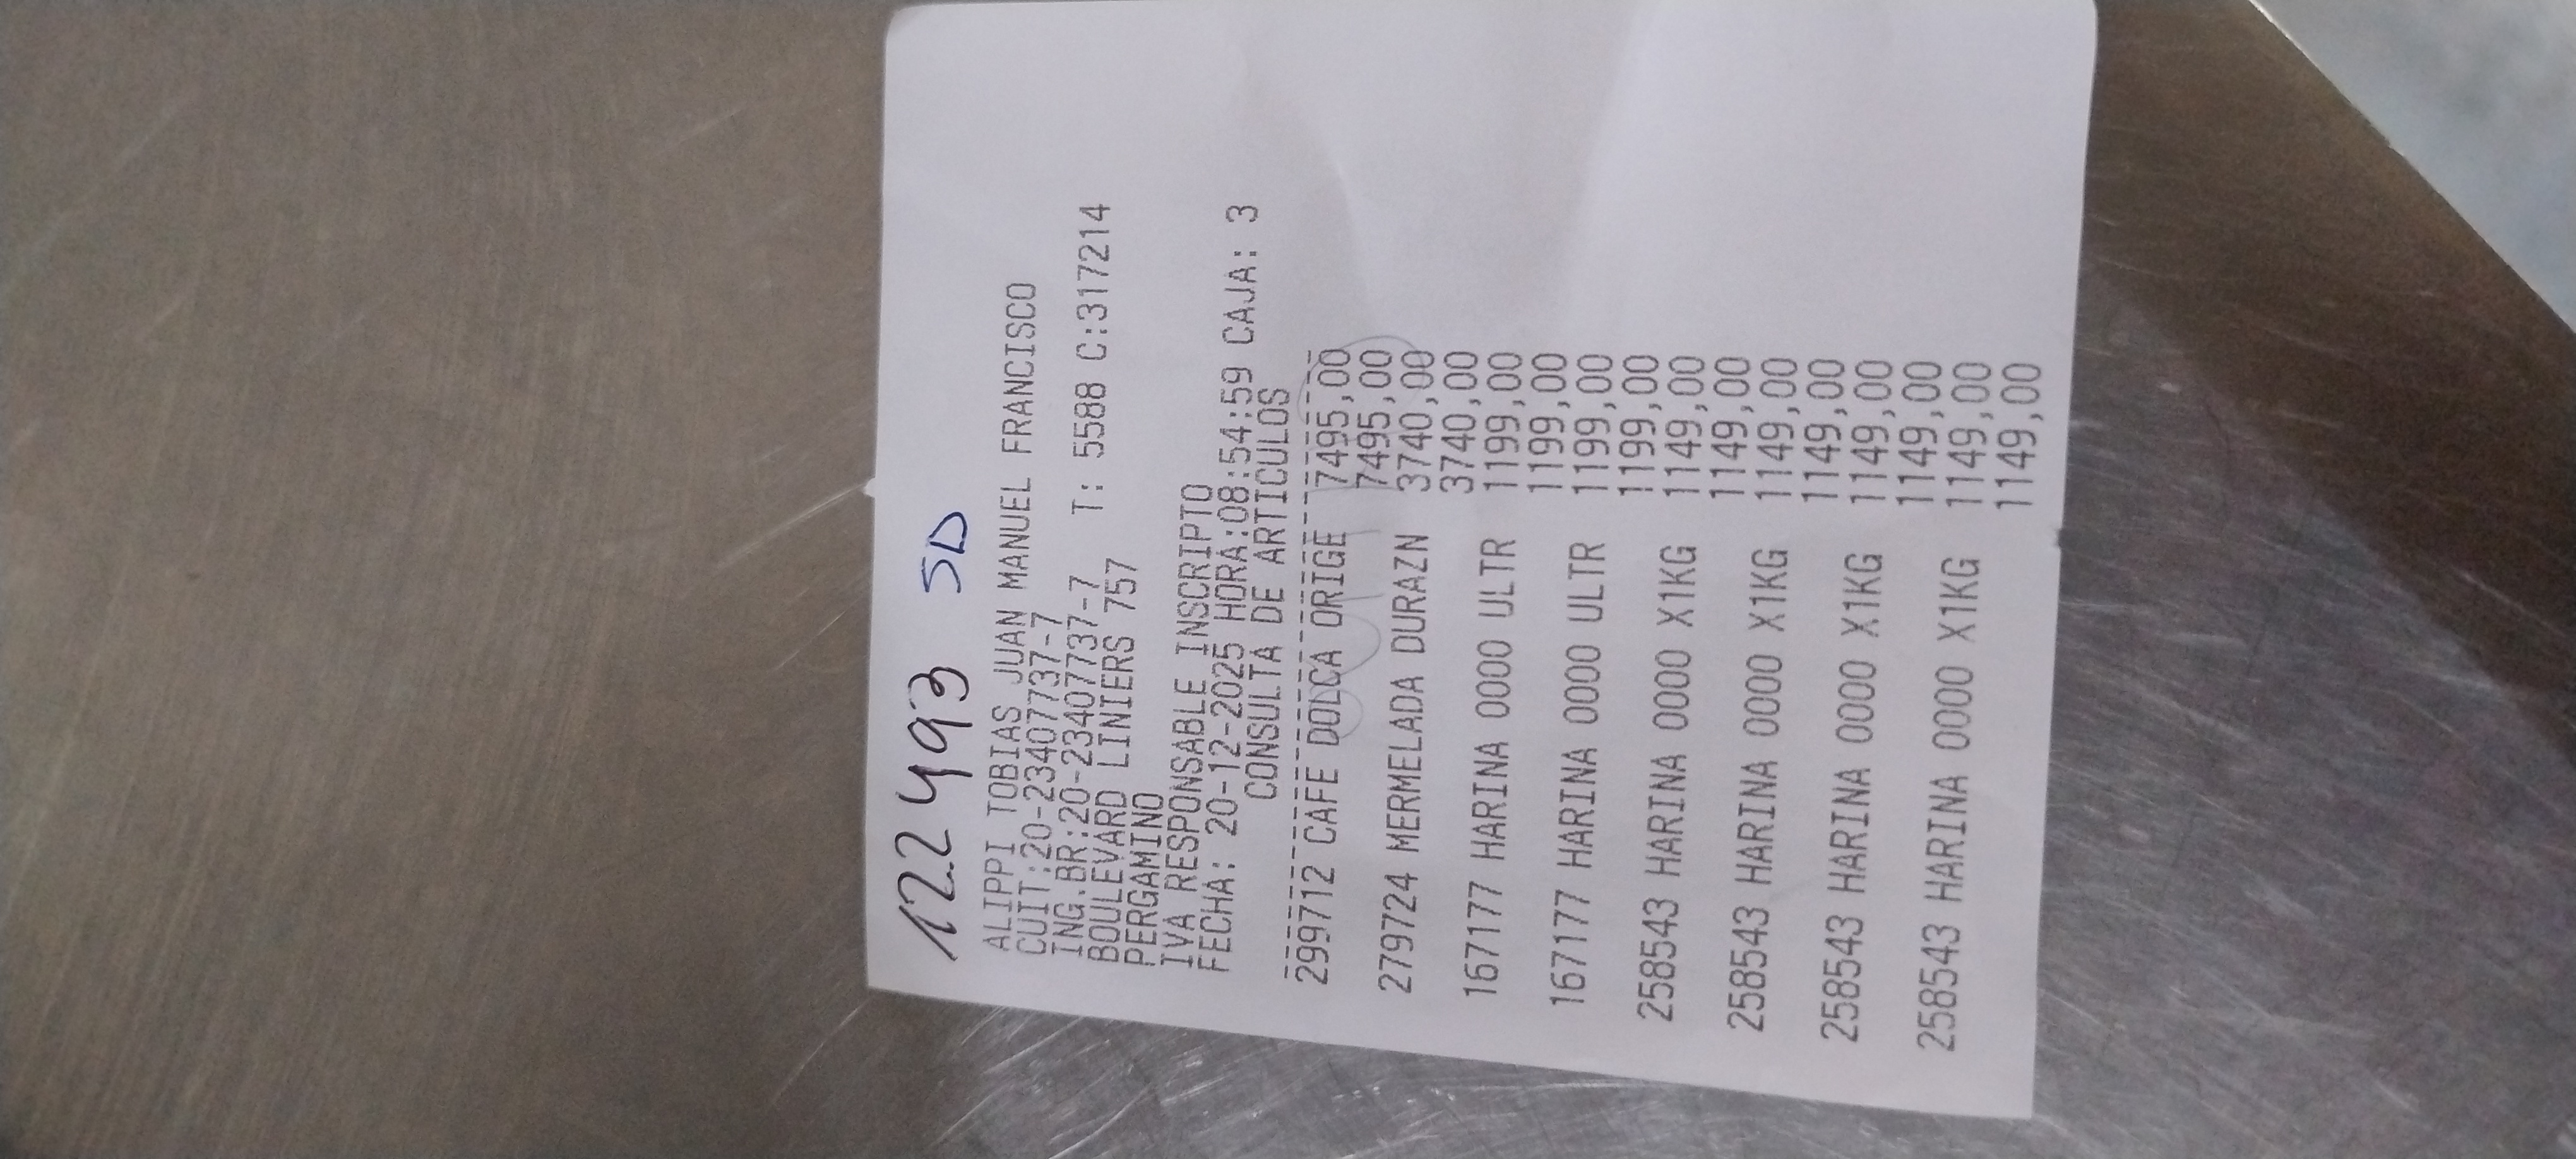 12.2493 5D
ALIPPI TOBIAS JUAN MANUEL FRANCISCO
CUIT:20-23407737-7
ING.BR:20-23407737-7 T: 5588 C:317214
BOULEVARD LINIERS 757
PERGAMINO
IVA RESPONSABLE INSCRIPTO
FECHA: 20-12-2025 HORA:08:54:59 CAJA: 3
CONSULTA DE ARTICULOS
299712 CAFE DOLCA ORIGE 7495,00
7495,00
279724 MERMELADA DURAZN 3740,00
3740,00
167177 HARINA 0000 ULTR 1199,00
1199,00
167177 HARINA 0000 ULTR 1199,00
1199,00
258543 HARINA 0000 X1KG 1149,00
1149,00
258543 HARINA 0000 X1KG 1149,00
1149,00
258543 HARINA 0000 X1KG 1149,00
1149,00
258543 HARINA 0000 X1KG 1149,00
1149,00